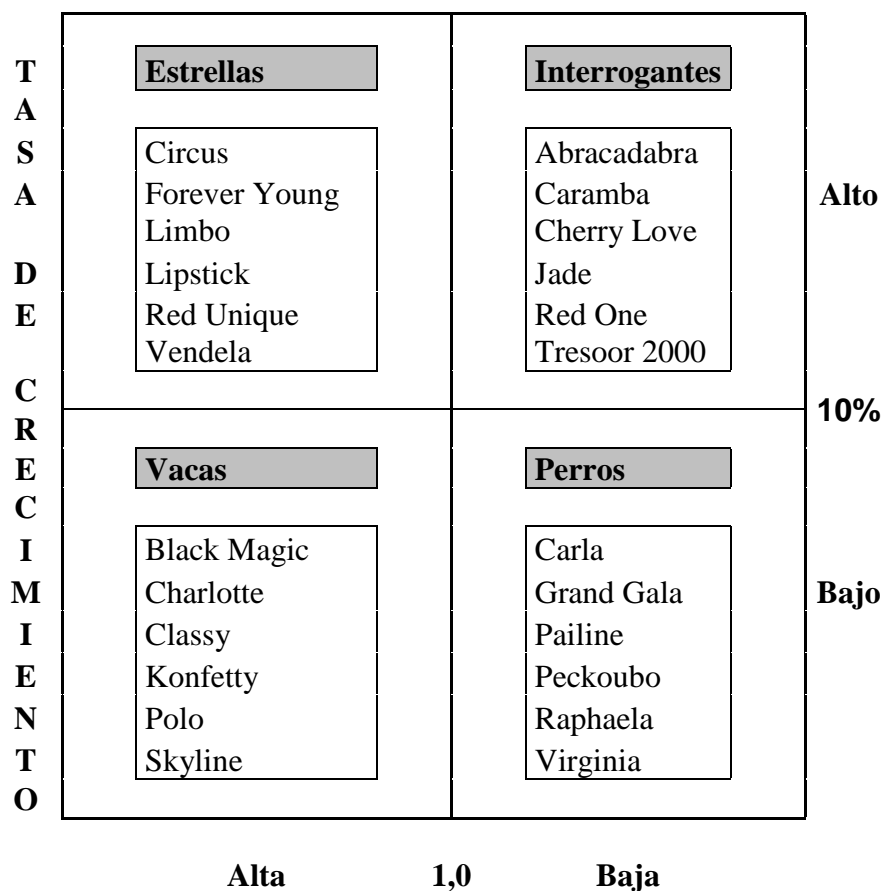 TASA DE CRECIMIENTO
Estrellas
Circus
Forever Young
Limbo
Lipstick
Red Unique
Vendela
Interrogantes
Abracadabra
Caramba
Cherry Love
Jade
Red One
Tresoor 2000
Alto
10%
Vacas
Black Magic
Charlotte
Classy
Konfetty
Polo
Skyline
Perros
Carla
Grand Gala
Pailine
Peckoubo
Raphaela
Virginia
Bajo
Alta 1,0 Baja